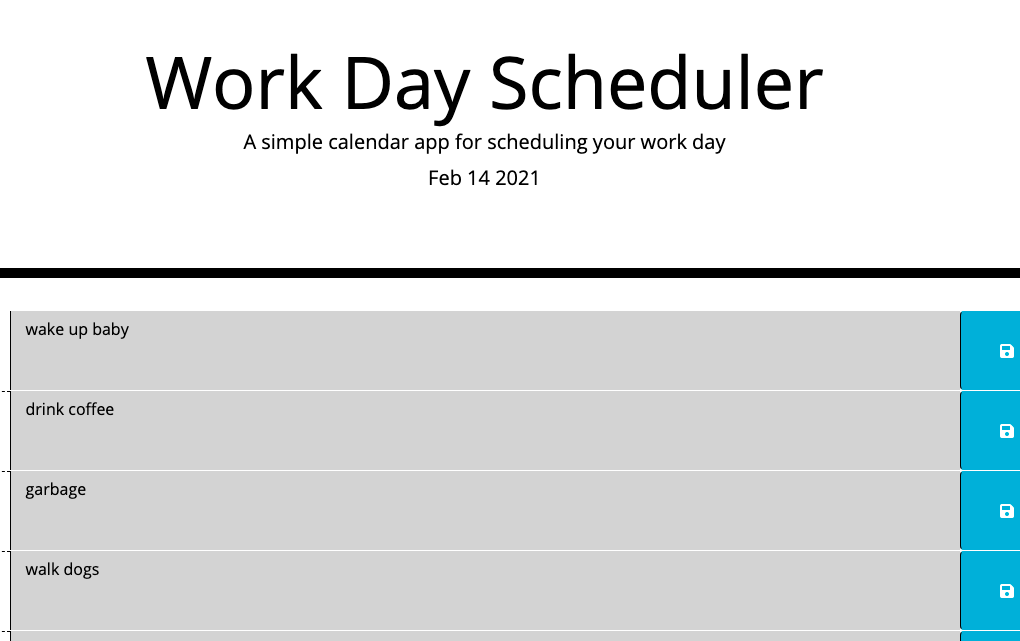 Work Day Scheduler
A simple calendar app for scheduling your work day
Feb 14 2021
wake up baby
drink coffee
garbage
walk dogs